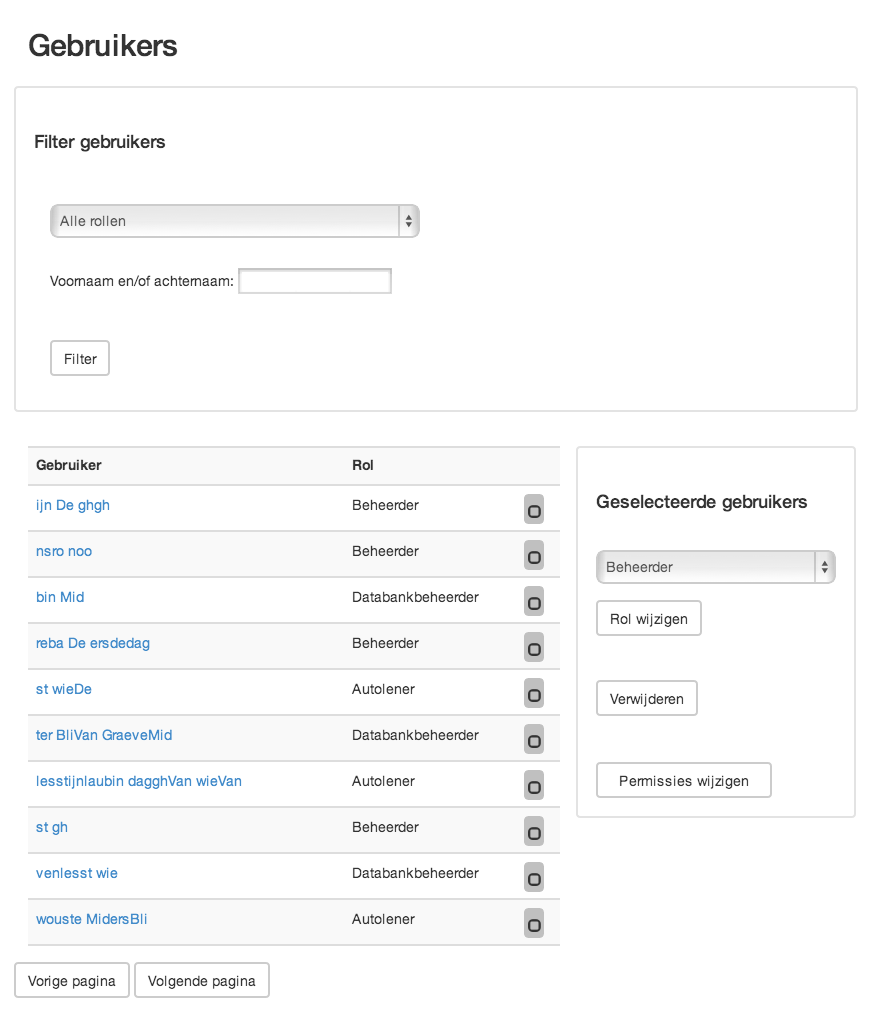 Gebruikers
Filter gebruikers
Alle rollen
Voornaam en/of achternaam:
Filter
Gebruiker Rol
ijn De ghgh Beheerder
nsro noo Beheerder
bin Mid Databankbeheerder
reba De ersdedag Beheerder
st wieDe Autolener
ter BliVan GraeveMid Databankbeheerder
lesstijnlaubin dagghVan wieVan Autolener
st gh Beheerder
venlesst wie Databankbeheerder
wouste MidersBli Autolener
Geselecteerde gebruikers
Beheerder
Rol wijzigen
Verwijderen
Permissies wijzigen
Vorige pagina Volgende pagina